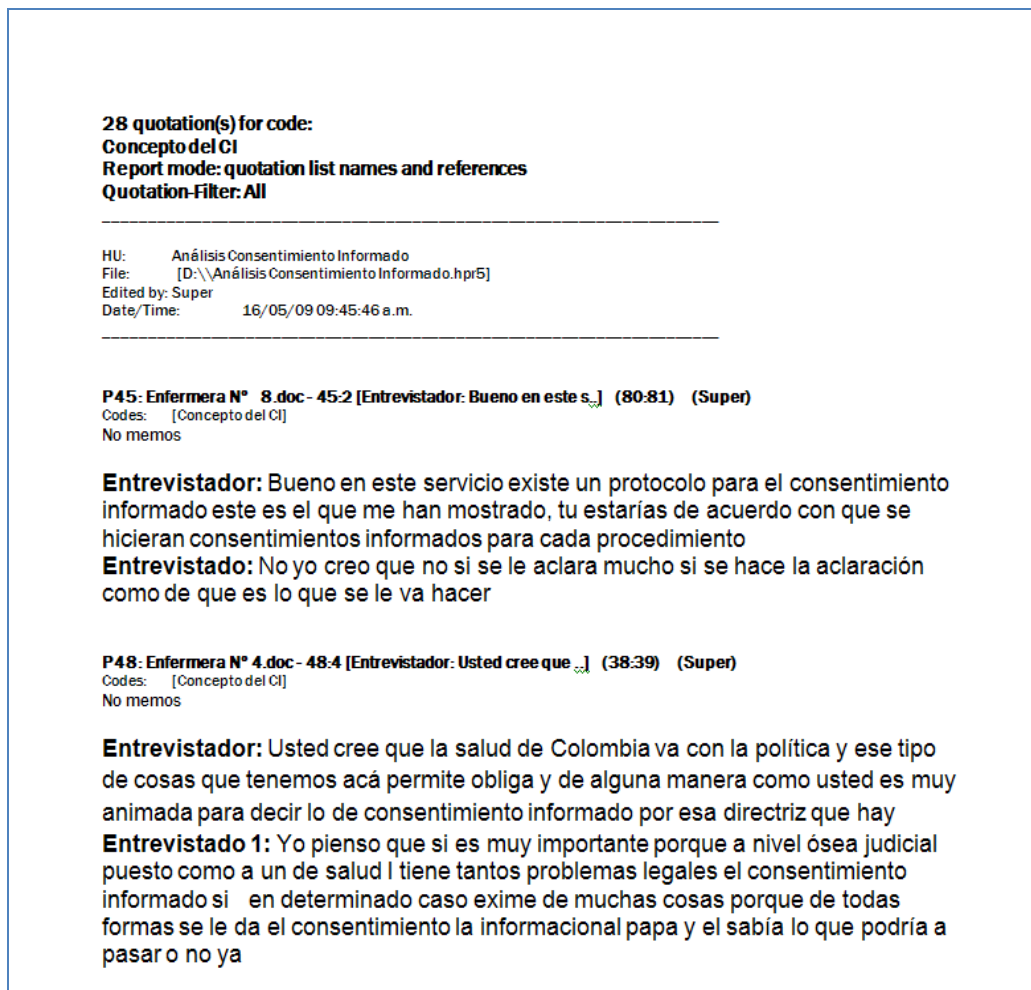 28 quotation(s) for code:
Concepto del CI
Report mode: quotation list names and references
Quotation-Filter: All
HU: Análisis Consentimiento Informado
File: [D:\\Análisis Consentimiento Informado.hpr5]
Edited by: Super
Date/Time: 16/05/09 09:45:46 a.m.
P45: Enfermera Nº 8.doc - 45:2 [Entrevistador: Bueno en este s..] (80:81) (Super)
Codes: [Concepto del CI]
No memos
Entrevistador: Bueno en este servicio existe un protocolo para el consentimiento
informado este es el que me han mostrado, tu estarías de acuerdo con que se
hicieran consentimientos informados para cada procedimiento
Entrevistado: No yo creo que no si se le aclara mucho si se hace la aclaración
como de que es lo que se le va hacer
P48: Enfermera Nº 4.doc - 48:4 [Entrevistador: Usted cree que ..] (38:39) (Super)
Codes: [Concepto del CI]
No memos
Entrevistador: Usted cree que la salud de Colombia va con la política y ese tipo
de cosas que tenemos acá permite obliga y de alguna manera como usted es muy
animada para decir lo de consentimiento informado por esa directriz que hay
Entrevistado 1: Yo pienso que si es muy importante porque a nivel ósea judicial
puesto como a un de salud l tiene tantos problemas legales el consentimiento
informado si en determinado caso exime de muchas cosas porque de todas
formas se le da el consentimiento la informacional papa y el sabía lo que podría a
pasar o no ya